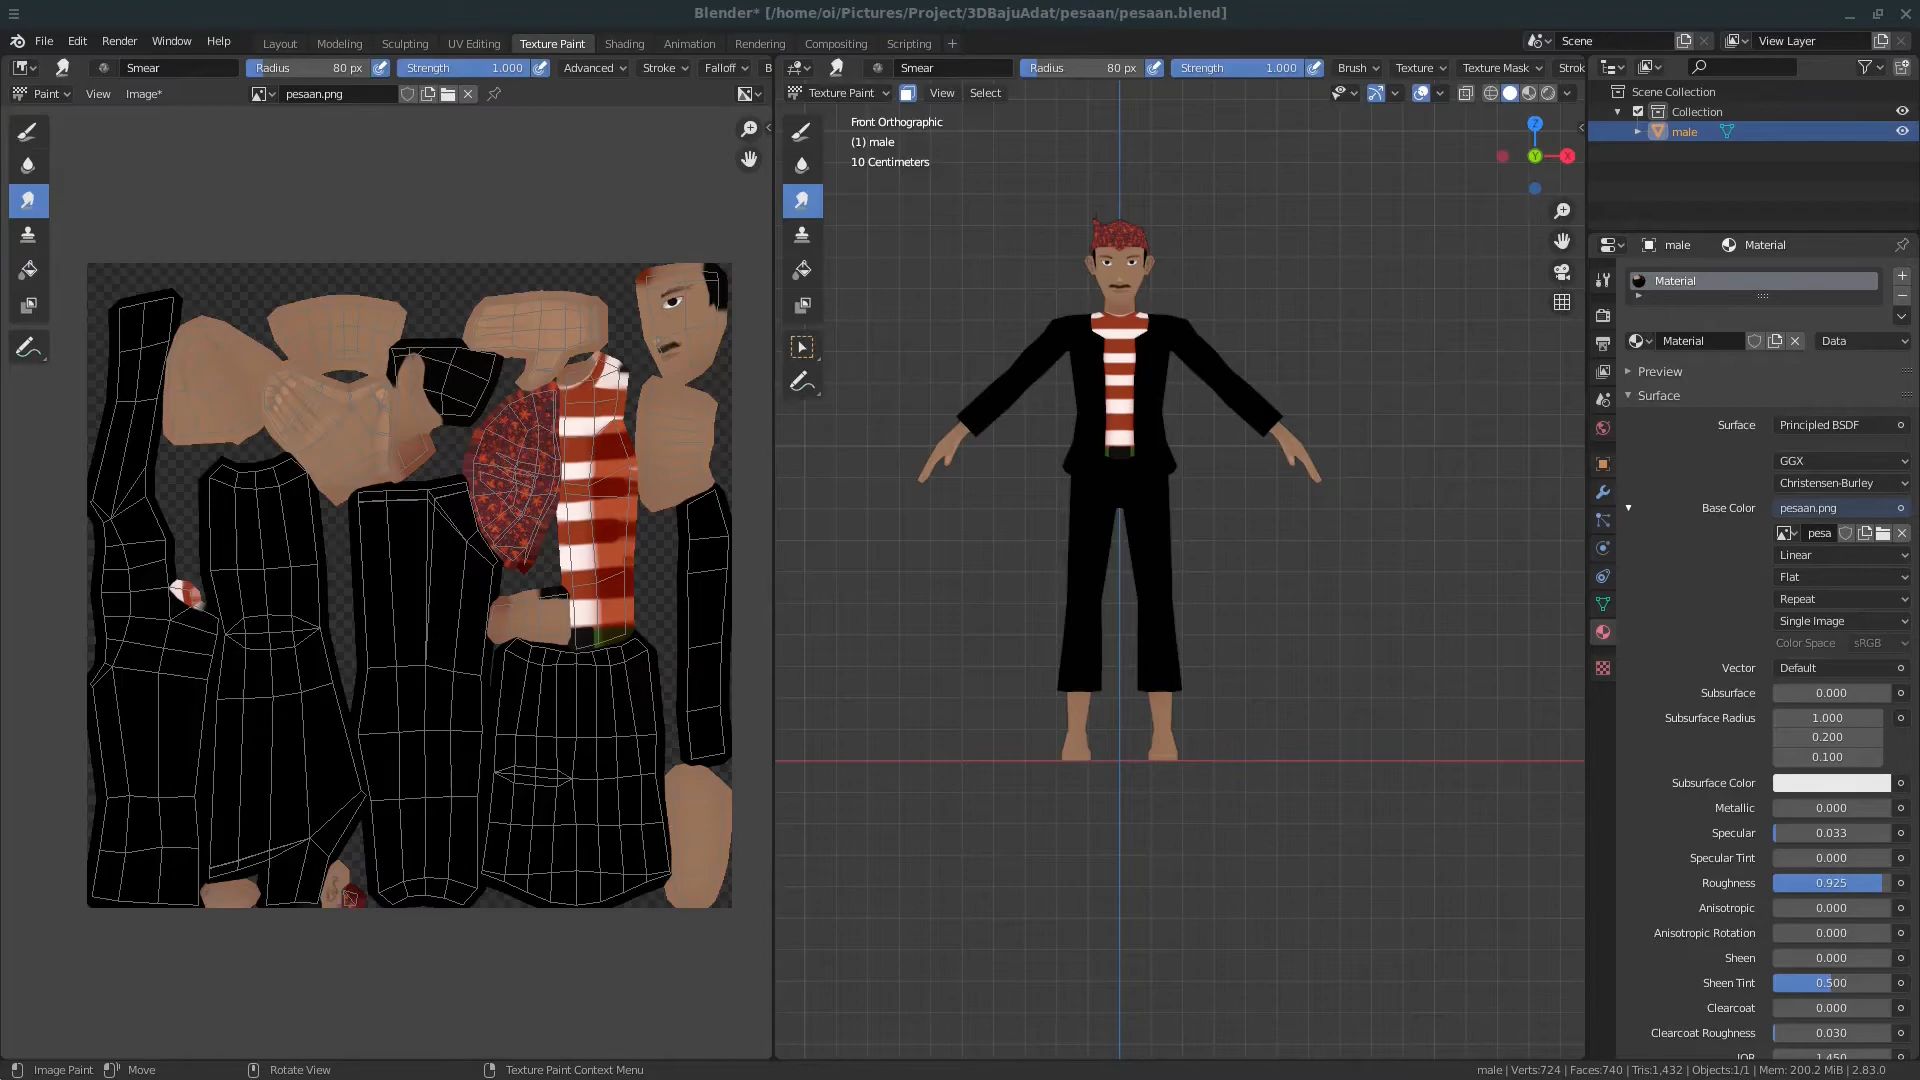 Blender* [/home/oi/Pictures/Project/3DBajuAdat/pesaan/pesaan.blend]
File Edit Render Window Help
Layout Modeling Sculpting UV Editing Texture Paint Shading Animation Rendering Compositing Scripting +
Scene
View Layer
Smear
Radius 80 px
Strength 1.000
Advanced
Stroke
Falloff
B
Smear
Radius 80 px
Strength 1.000
Brush
Texture
Texture Mask
Strok
Paint
View
Image*
pesaan.png
Texture Paint
View
Select
Front Orthographic
(1) male
10 Centimeters
Z
Y
X
Scene Collection
Collection
male
male
Material
Material
Material
Data
Preview
Surface
Surface Principled BSDF
GGX
Christensen-Burley
Base Color pesaan.png
pesa
Linear
Flat
Repeat
Single Image
Color Space sRGB
Vector Default
Subsurface 0.000
Subsurface Radius 1.000
0.200
0.100
Subsurface Color
Metallic 0.000
Specular 0.033
Specular Tint 0.000
Roughness 0.925
Anisotropic 0.000
Anisotropic Rotation 0.000
Sheen 0.000
Sheen Tint 0.500
Clearcoat 0.000
Clearcoat Roughness 0.030
IOR 1.450
Image Paint
Move
Rotate View
Texture Paint Context Menu
male | Verts:724 | Faces:740 | Tris:1,432 | Objects:1/1 | Mem: 200.2 MiB | 2.83.0